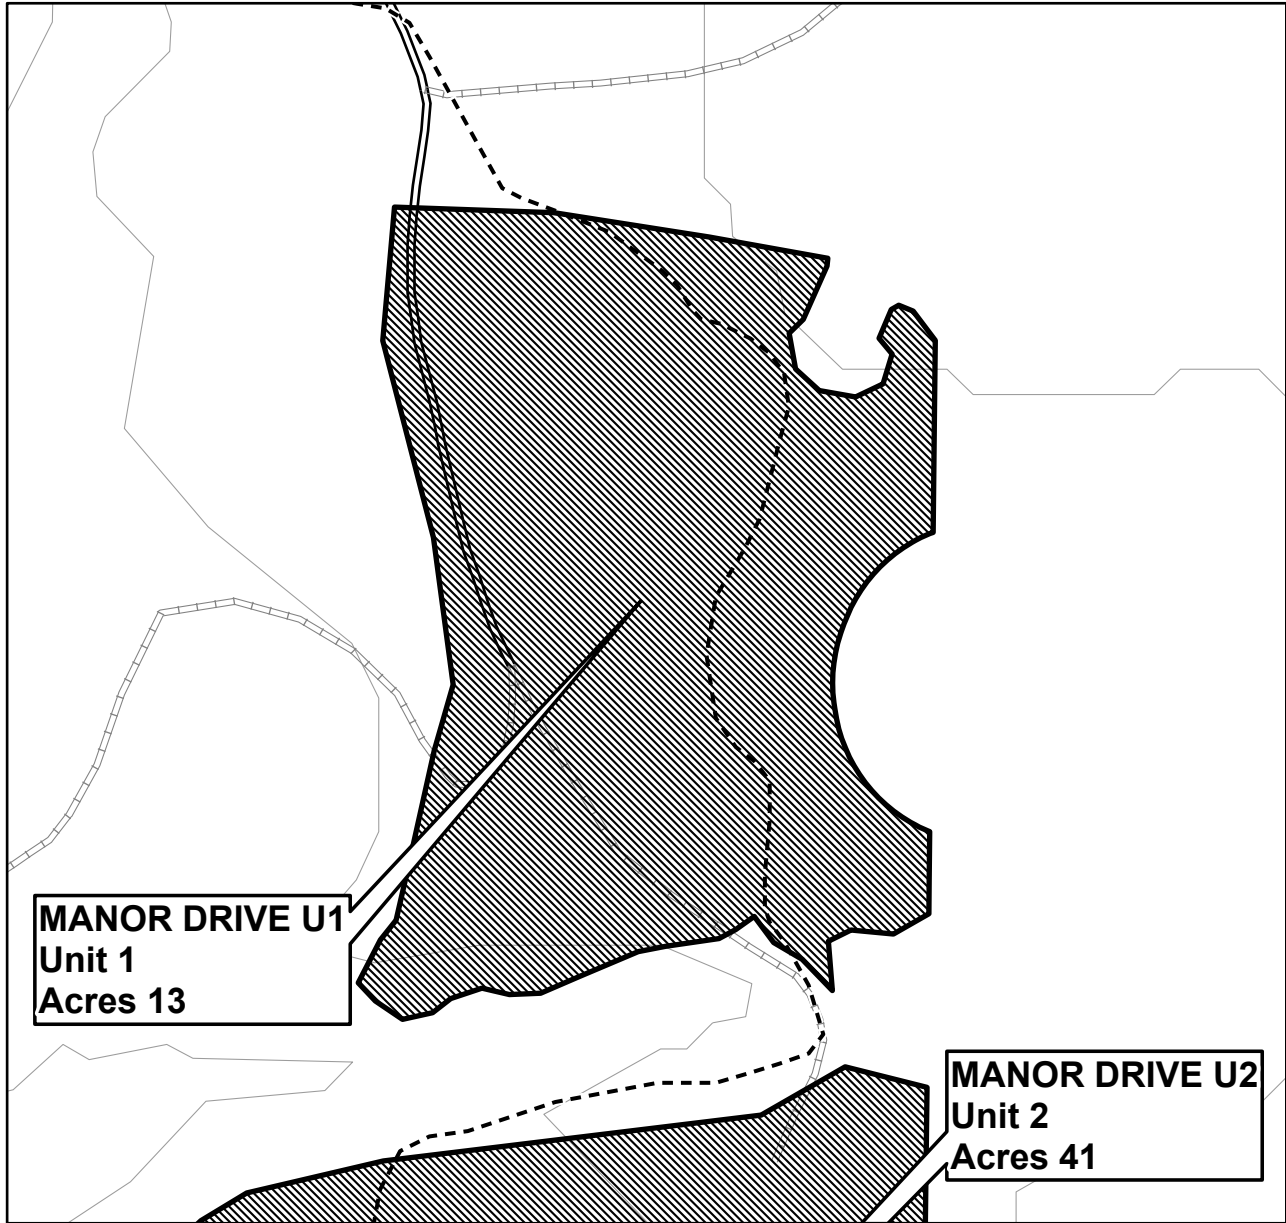 MANOR DRIVE U1
Unit 1
Acres 13
MANOR DRIVE U2
Unit 2
Acres 41